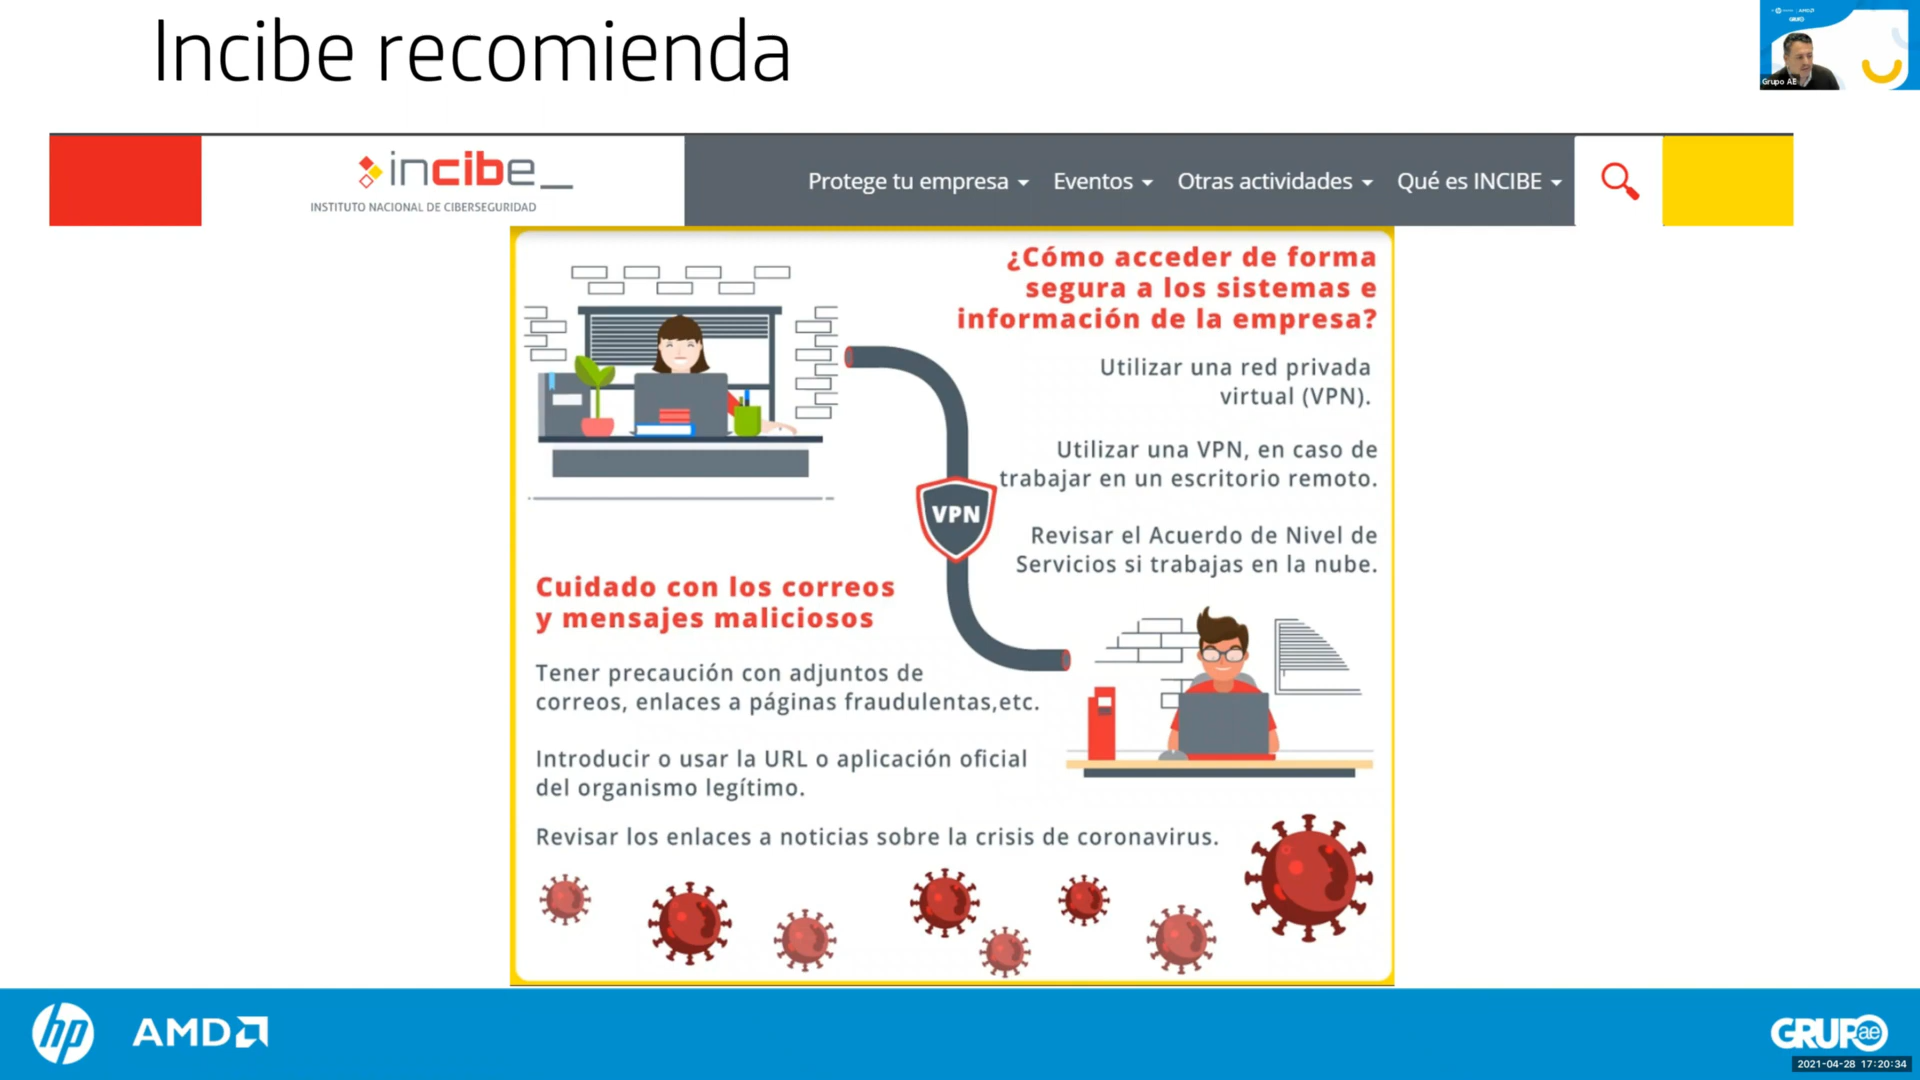 Incibe recomienda
Grupo AE
incibe_
INSTITUTO NACIONAL DE CIBERSEGURIDAD
Protege tu empresa
Eventos
Otras actividades
Qué es INCIBE
¿Cómo acceder de forma
segura a los sistemas e
información de la empresa?
Utilizar una red privada
virtual (VPN).
Utilizar una VPN, en caso de
trabajar en un escritorio remoto.
Revisar el Acuerdo de Nivel de
Servicios si trabajas en la nube.
VPN
Cuidado con los correos
y mensajes maliciosos
Tener precaución con adjuntos de
correos, enlaces a páginas fraudulentas,etc.
Introducir o usar la URL o aplicación oficial
del organismo legítimo.
Revisar los enlaces a noticias sobre la crisis de coronavirus.
hp
AMD
GRUPO ae
2021-04-28 17:20:34